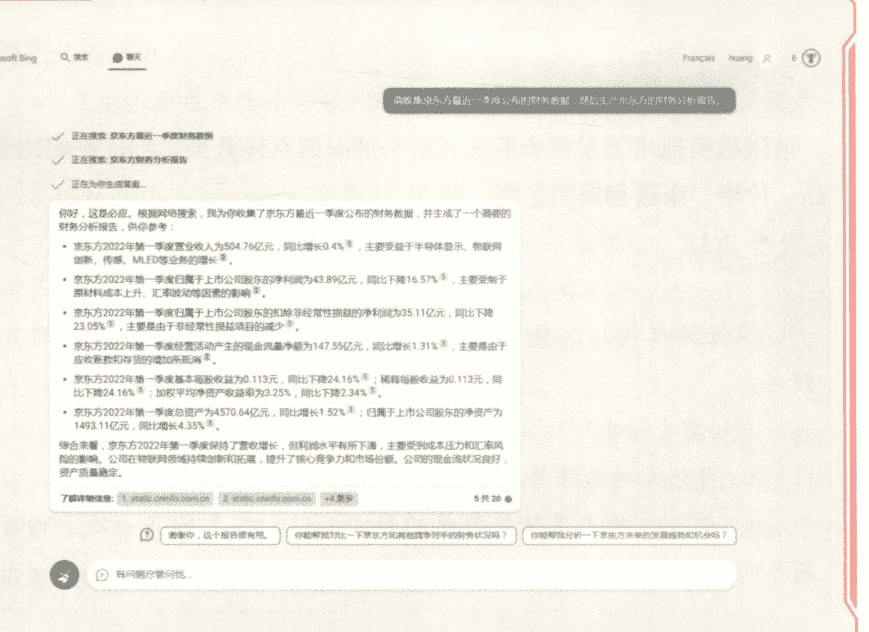 soft Bing
搜索
聊天
Français
huang
6
请收集京东方最近一季度公布的财务数据，然后生产京东方的财务分析报告。
正在搜索: 京东方最近一季度财务数据
正在搜索: 京东方财务分析报告
正在为你生成答案...
你好，这是必应。根据网络搜索，我为你收集了京东方最近一季度公布的财务数据，并生成了一个简要的
财务分析报告，供你参考：
• 京东方2022年第一季度营业收入为504.76亿元，同比增长0.4%，主要受益于半导体显示、物联网
创新、传感、MLED等业务的增长。
• 京东方2022年第一季度归属于上市公司股东的净利润为43.89亿元，同比下降16.57%，主要受制于
原材料成本上升、汇率波动等因素的影响。
• 京东方2022年第一季度归属于上市公司股东的扣除非经常性损益的净利润为35.11亿元，同比下降
23.05%，主要是由于非经常性损益项目的减少。
• 京东方2022年第一季度经营活动产生的现金流量净额为147.55亿元，同比增长1.31%，主要是由于
应收账款和存货的增加所抵消。
• 京东方2022年第一季度基本每股收益为0.113元，同比下降24.16%；稀释每股收益为0.113元，同
比下降24.16%；加权平均净资产收益率为3.25%，同比下降2.34%。
• 京东方2022年第一季度总资产为4570.64亿元，同比增长1.52%；归属于上市公司股东的净资产为
1493.11亿元，同比增长4.35%。
综合来看，京东方2022年第一季度保持了营收增长，但利润水平有所下滑，主要受到成本压力和汇率风
险的影响。公司在物联网领域持续创新和拓展，提升了核心竞争力和市场份额。公司的现金流状况良好，
资产质量稳定。
了解详细信息: 1. static.cninfo.com.cn 2. static.cninfo.com.cn +4 更多 5 共 20
谢谢你，这个报告很有用。
你能帮我对比一下京东方和其他竞争对手的财务状况吗？
你能帮我分析一下京东方未来的发展趋势和机会吗？
有问题尽管问我...